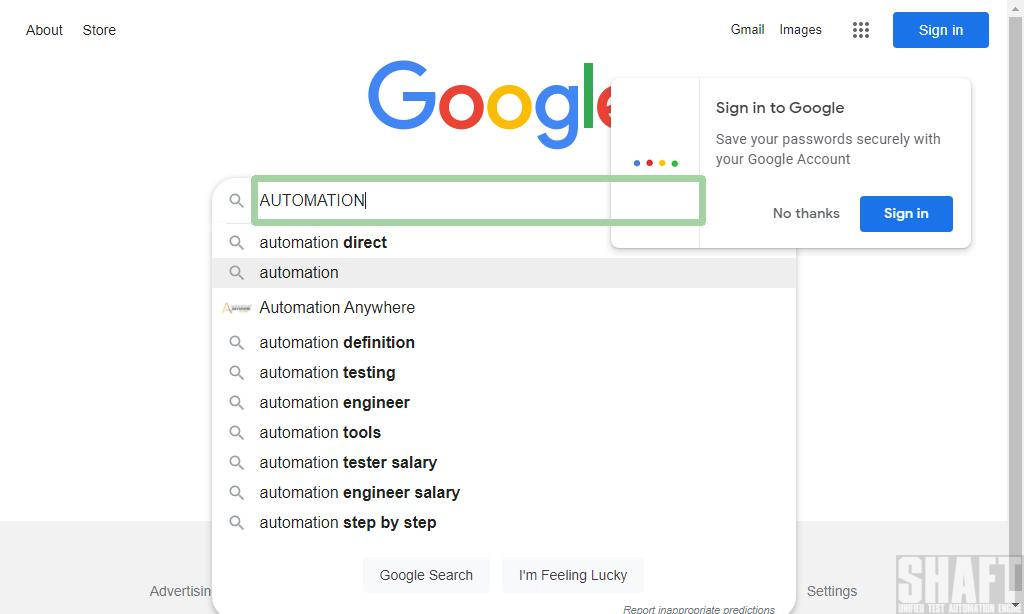 About Store Gmail Images Sign in
Google
Sign in to Google
Save your passwords securely with
your Google Account
No thanks Sign in
AUTOMATION
automation direct
automation
Automation Anywhere
automation definition
automation testing
automation engineer
automation tools
automation tester salary
automation engineer salary
automation step by step
Google Search I'm Feeling Lucky
Advertisin Settings
Report inappropriate predictions
SHAFT
UNIFIED TEST AUTOMATION ENG